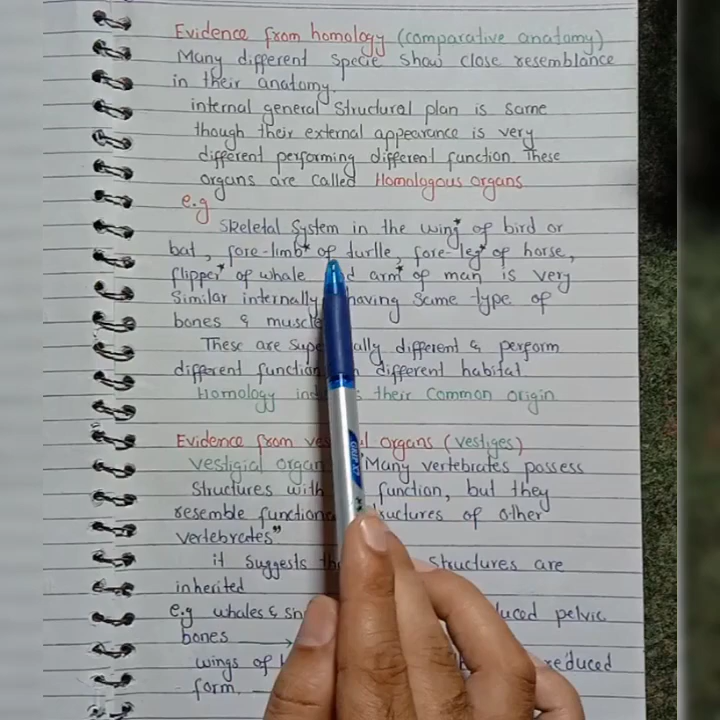 Evidence from homology (comparative anatomy)
Many different specie show close resemblance
in their anatomy.
internal general structural plan is same
though their external appearance is very
different performing different function. These
organs are called Homologous organs
e.g
Skeletal system in the wing* of bird or
bat, fore-limb* of turtle, fore-leg* of horse,
flipper* of whale arm* of man is very
Similar internally having same type of
bones & muscle
These are different & perform
different function different habitat.
Homology their common origin
Evidence from organs (vestiges)
vestigial organ "Many vertebrates possess
Structures with function, but they
resemble functional structures of other
vertebrates"
it suggests structures are
inherited
e.g whales & pelvic
bones →
wings of reduced
form.
GRIP X7